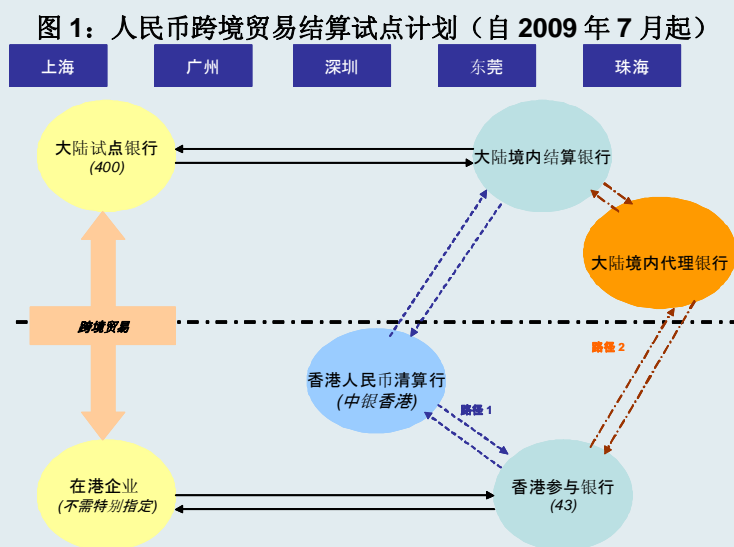 图 1：人民币跨境贸易结算试点计划（自 2009 年 7 月起）
上海
广州
深圳
东莞
珠海
大陆试点银行
(400)
大陆境内结算银行
大陆境内代理银行
跨境贸易
路径 2
香港人民币清算行
(中银香港)
路径 1
在港企业
(不需特别指定)
香港参与银行
(43)